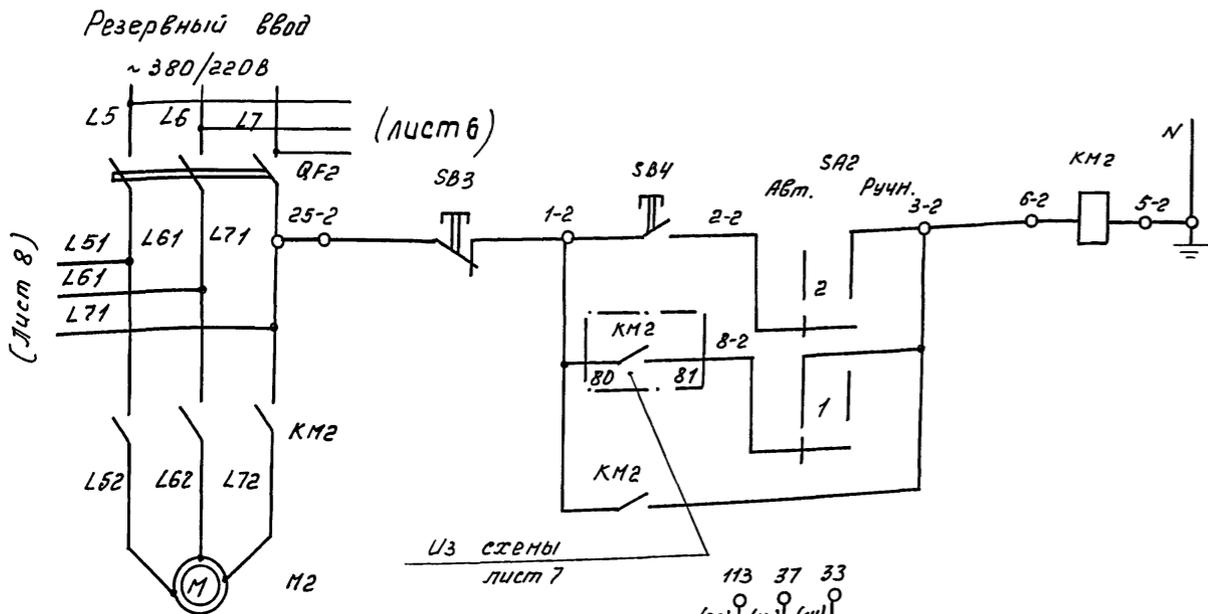 Резервный ввод
~380/220В
L5 L6 L7
(лист 6)
QF2
SB3
SB4
SA2
Авт. Ручн.
KM2
N
25-2
1-2
2-2
3-2
6-2
5-2
L61 L71
L51
L61
L71
(лист 8)
2
KM2
8-2
80 81
1
KM2
KM2
L52 L62 L72
Из схемы
лист 7
M
M2
113 37 33